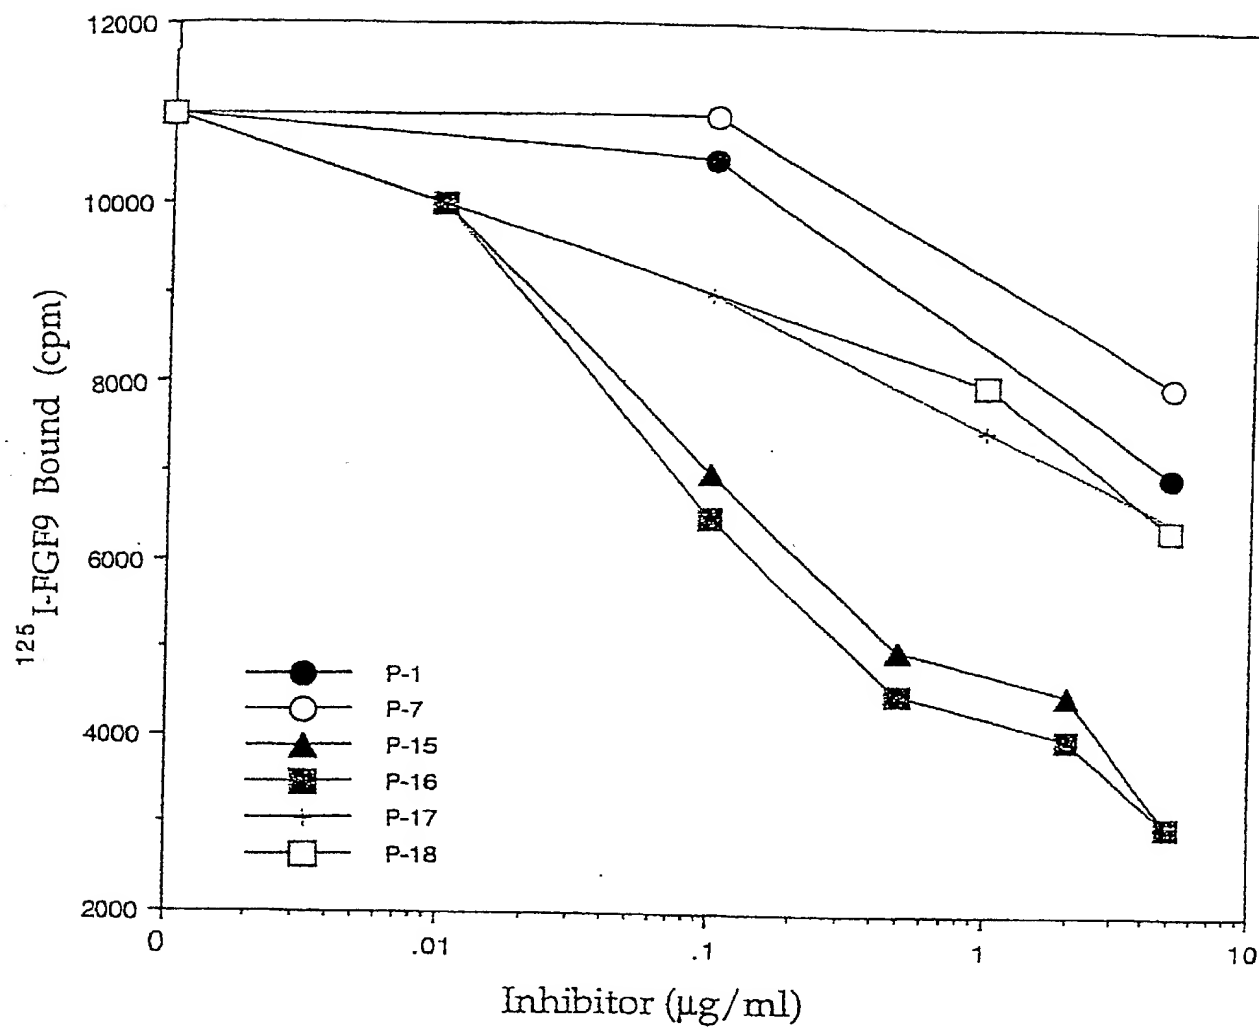 12000
10000
8000
6000
4000
2000
125I-FGF9 Bound (cpm)
P-1
P-7
P-15
P-16
P-17
P-18
0
.01
.1
1
10
Inhibitor (µg/ml)